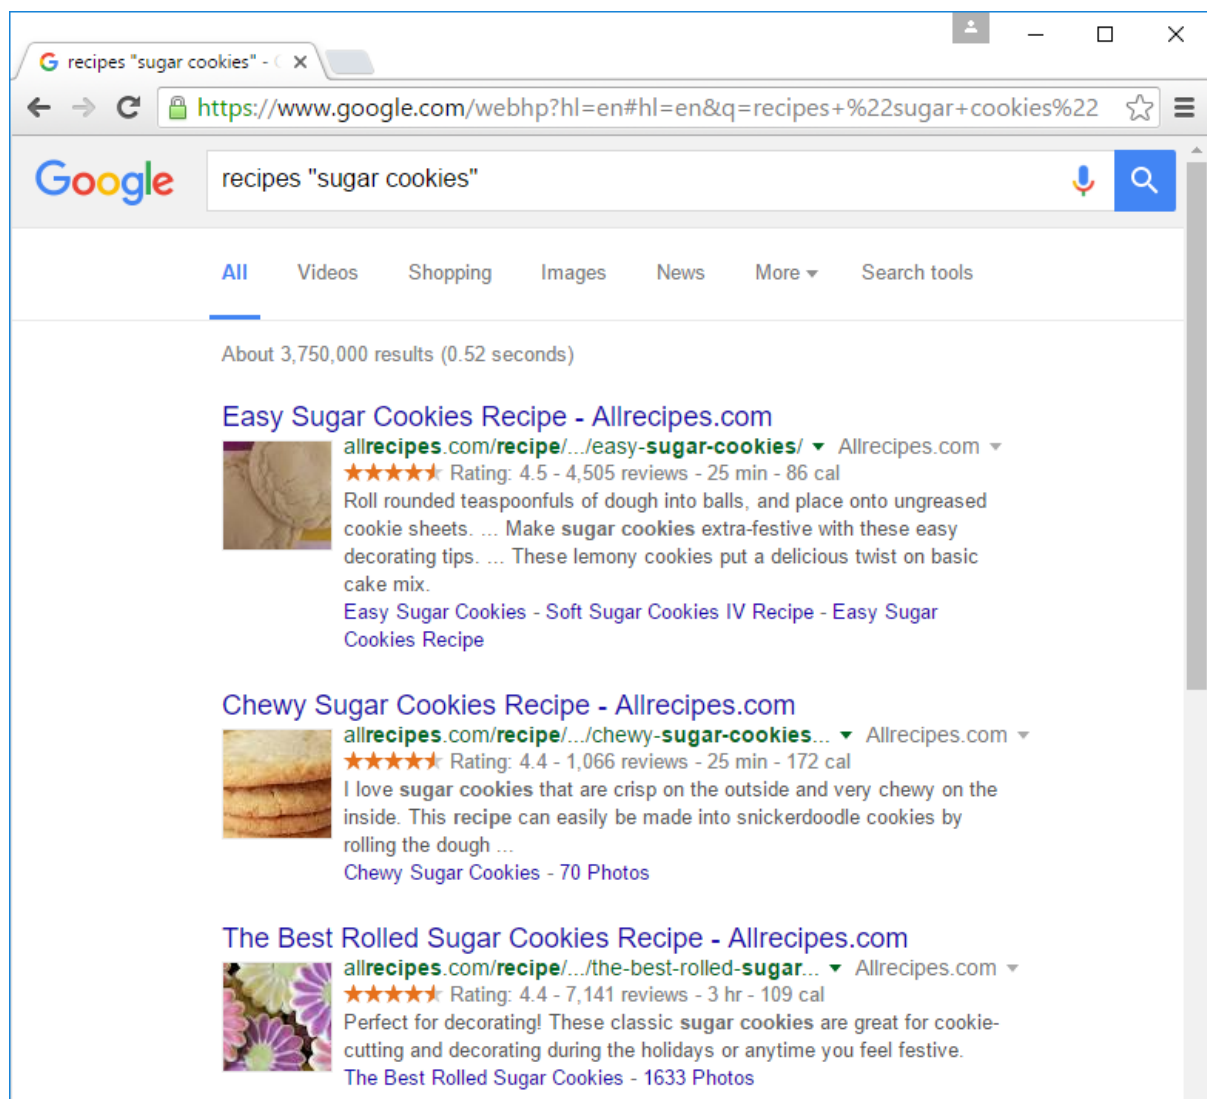 recipes "sugar cookies" -
https://www.google.com/webhp?hl=en#hl=en&q=recipes+%22sugar+cookies%22
Google
recipes "sugar cookies"
All Videos Shopping Images News More Search tools
About 3,750,000 results (0.52 seconds)
Easy Sugar Cookies Recipe - Allrecipes.com
allrecipes.com/recipe/.../easy-sugar-cookies/ Allrecipes.com
Rating: 4.5 - 4,505 reviews - 25 min - 86 cal
Roll rounded teaspoonfuls of dough into balls, and place onto ungreased
cookie sheets. ... Make sugar cookies extra-festive with these easy
decorating tips. ... These lemony cookies put a delicious twist on basic
cake mix.
Easy Sugar Cookies - Soft Sugar Cookies IV Recipe - Easy Sugar
Cookies Recipe
Chewy Sugar Cookies Recipe - Allrecipes.com
allrecipes.com/recipe/.../chewy-sugar-cookies... Allrecipes.com
Rating: 4.4 - 1,066 reviews - 25 min - 172 cal
I love sugar cookies that are crisp on the outside and very chewy on the
inside. This recipe can easily be made into snickerdoodle cookies by
rolling the dough ...
Chewy Sugar Cookies - 70 Photos
The Best Rolled Sugar Cookies Recipe - Allrecipes.com
allrecipes.com/recipe/.../the-best-rolled-sugar... Allrecipes.com
Rating: 4.4 - 7,141 reviews - 3 hr - 109 cal
Perfect for decorating! These classic sugar cookies are great for cookie-
cutting and decorating during the holidays or anytime you feel festive.
The Best Rolled Sugar Cookies - 1633 Photos